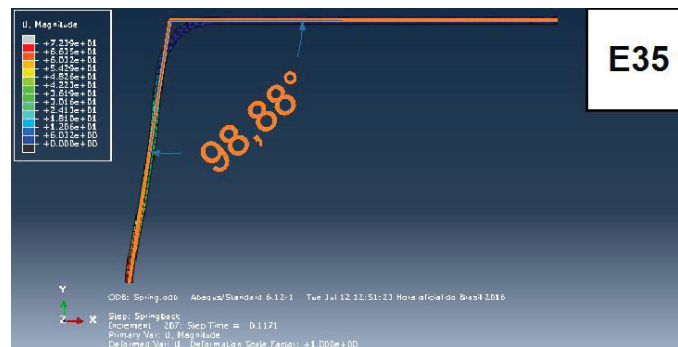 U, Magnitude
+7.239e+01
+6.635e+01
+6.032e+01
+5.429e+01
+4.826e+01
+4.223e+01
+3.619e+01
+3.016e+01
+2.413e+01
+1.810e+01
+1.206e+01
+6.032e+00
+0.000e+00
E35
98,88°
Y
Z X
ODB: Spring.odb Abaqus/Standard 6.12-1 Tue Jul 12 12:51:23 Hora oficial do Brasil 2016
Step: Springback
Increment 207: Step Time = 0.1171
Primary Var: U, Magnitude
Deformed Var: U Deformation Scale Factor: +1.000e+00